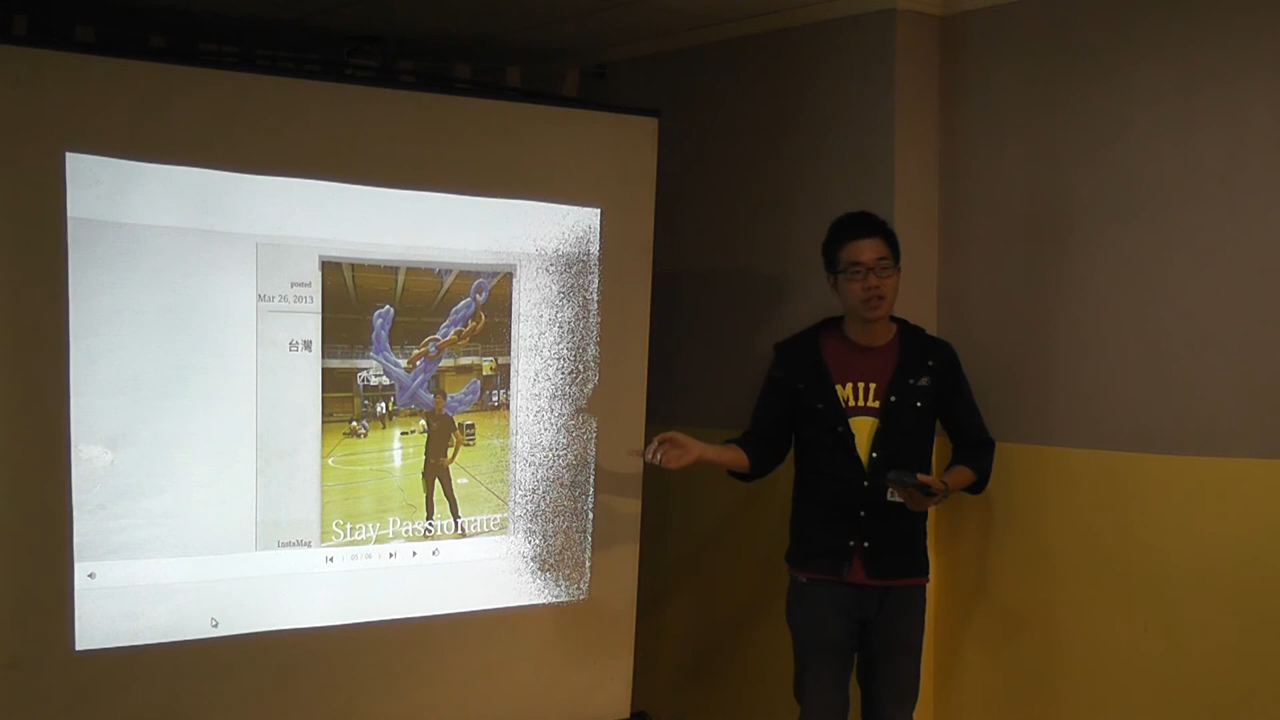 posted
Mar 26, 2013
台灣
Stay Passionate
InstaMag
05 / 06
MIL